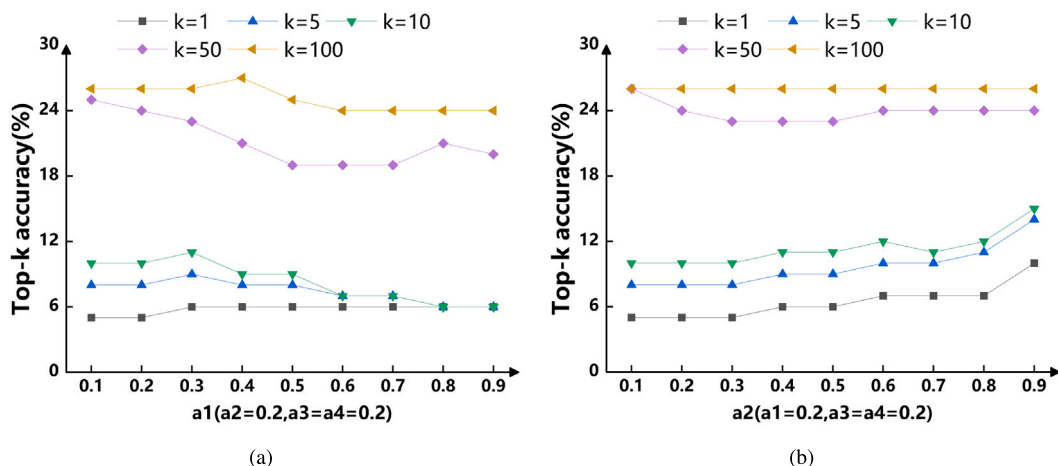 k=1 k=5 k=10
k=50 k=100
30
24
18
12
6
0
Top-k accuracy(%)
0.1 0.2 0.3 0.4 0.5 0.6 0.7 0.8 0.9
a1(a2=0.2,a3=a4=0.2)
(a)
k=1 k=5 k=10
k=50 k=100
30
24
18
12
6
0
Top-k accuracy(%)
0.1 0.2 0.3 0.4 0.5 0.6 0.7 0.8 0.9
a2(a1=0.2,a3=a4=0.2)
(b)